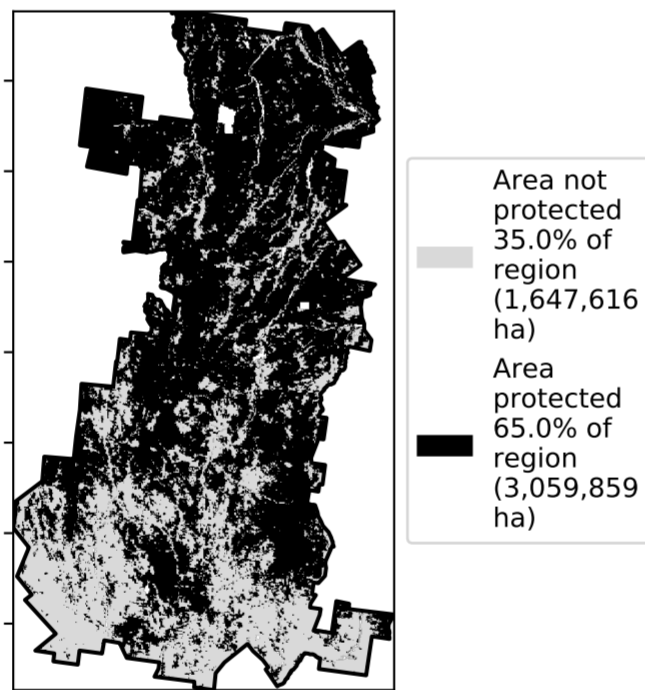 Area not
protected
35.0% of
region
(1,647,616
ha)
Area
protected
65.0% of
region
(3,059,859
ha)